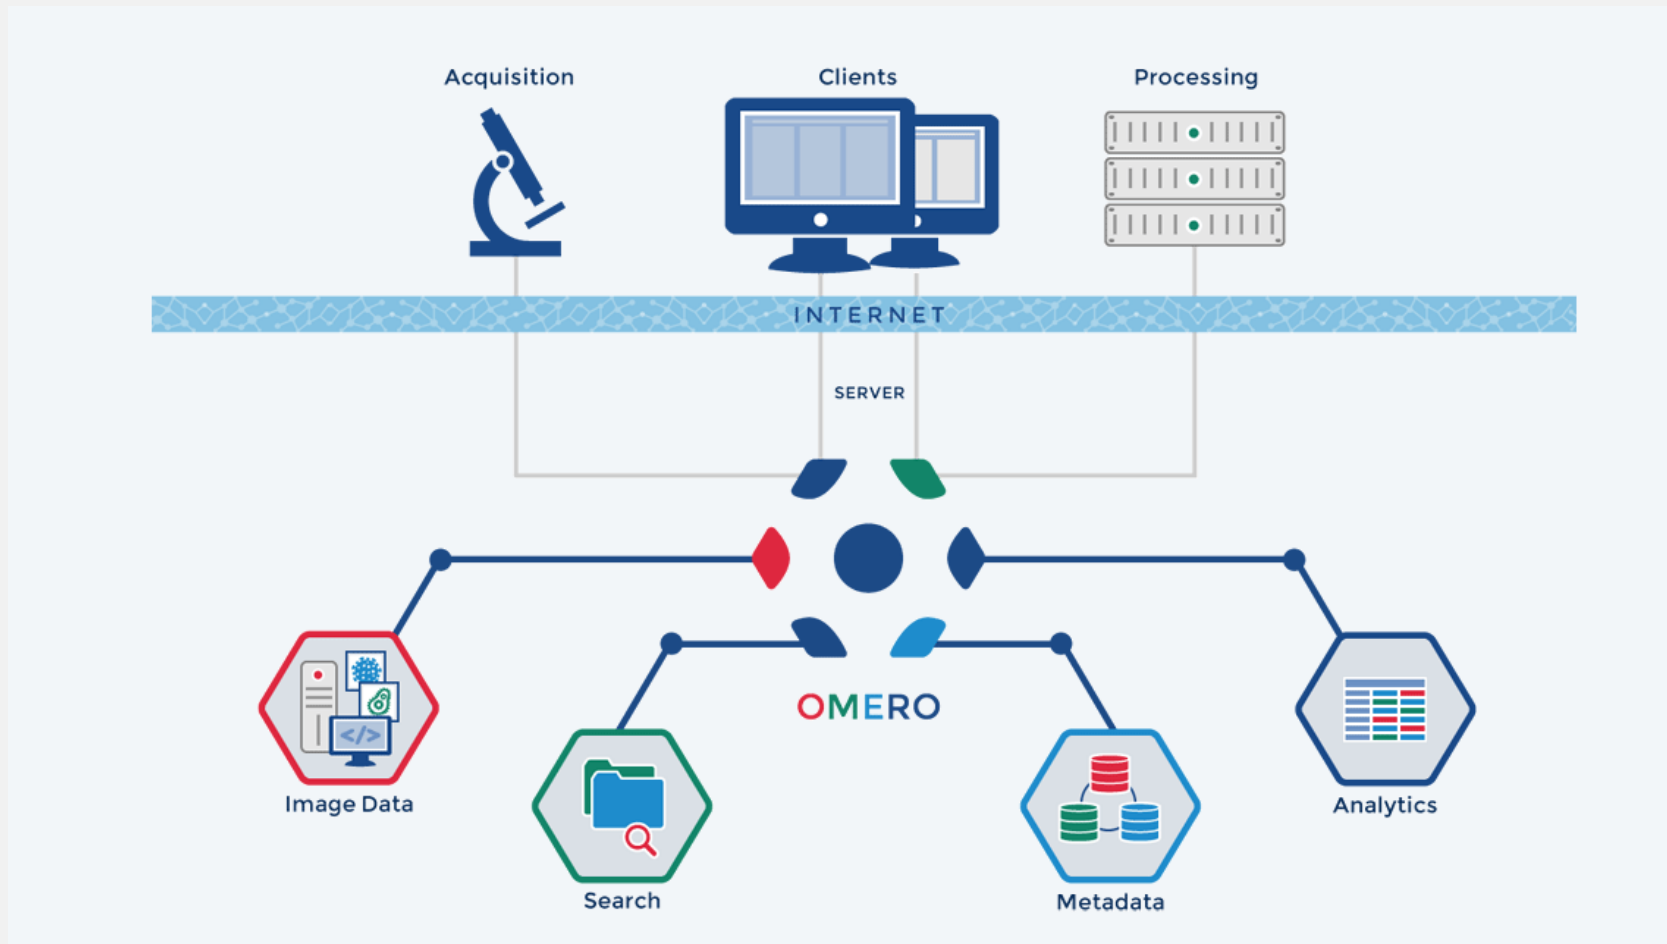 Acquisition
Clients
Processing
INTERNET
SERVER
</>
OMERO
Image Data
Analytics
Search
Metadata